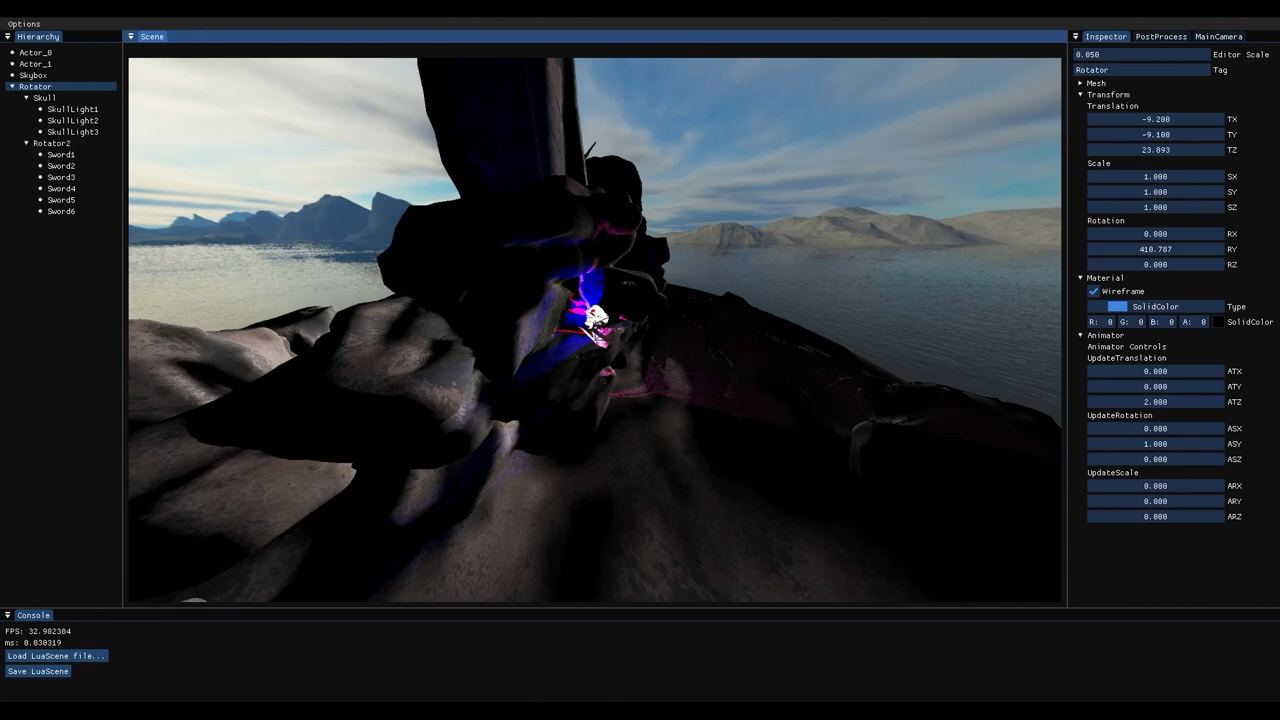 Options
Hierarchy
Actor_0
Actor_1
Skybox
Rotator
Skull
SkullLight1
SkullLight2
SkullLight3
Rotator2
Sword1
Sword2
Sword3
Sword4
Sword5
Sword6
Scene
Inspector PostProcess MainCamera
0.050 Editor Scale
Rotator Tag
Mesh
Transform
Translation
-9.200 TX
-9.100 TY
23.893 TZ
Scale
1.000 SX
1.000 SY
1.000 SZ
Rotation
0.000 RX
410.787 RY
0.000 RZ
Material
Wireframe
SolidColor Type
R: 0 G: 0 B: 0 A: 0 SolidColor
Animator
Animator Controls
UpdateTranslation
0.000 ATX
0.000 ATY
2.000 ATZ
UpdateRotation
0.000 ASX
1.000 ASY
0.000 ASZ
UpdateScale
0.000 ARX
0.000 ARY
0.000 ARZ
Console
FPS: 32.982384
ms: 0.030319
Load LuaScene file...
Save LuaScene